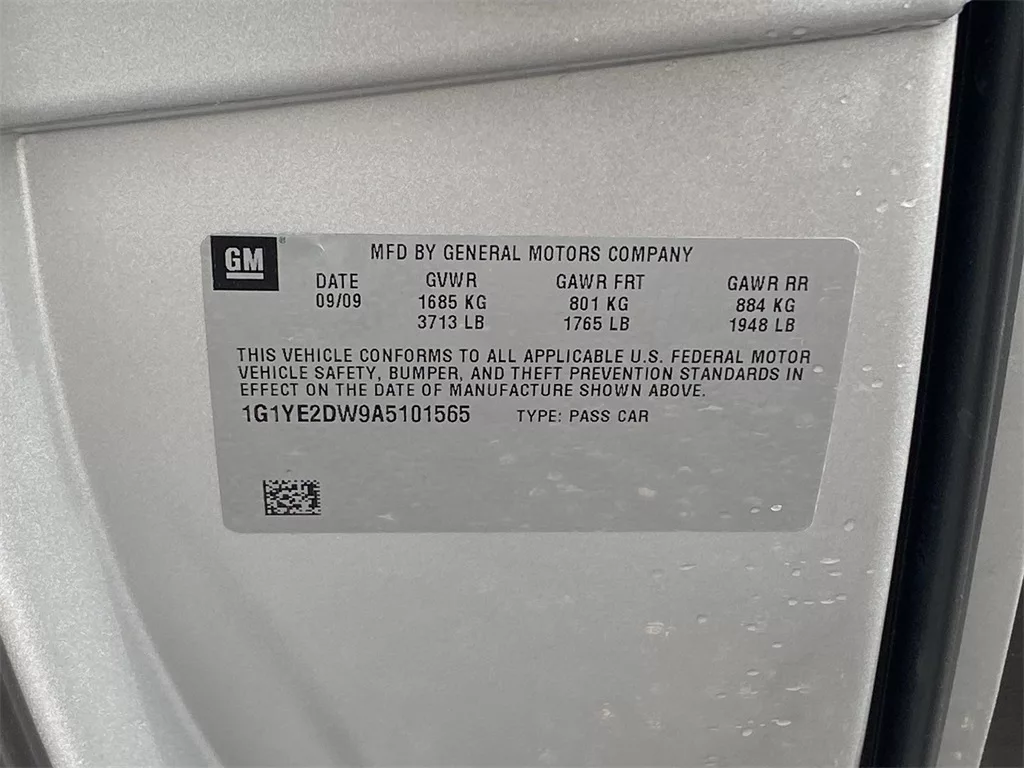 GM
MFD BY GENERAL MOTORS COMPANY
DATE GVWR GAWR FRT GAWR RR
09/09 1685 KG 801 KG 884 KG
3713 LB 1765 LB 1948 LB
THIS VEHICLE CONFORMS TO ALL APPLICABLE U.S. FEDERAL MOTOR
VEHICLE SAFETY, BUMPER, AND THEFT PREVENTION STANDARDS IN
EFFECT ON THE DATE OF MANUFACTURE SHOWN ABOVE.
1G1YE2DW9A5101565 TYPE: PASS CAR